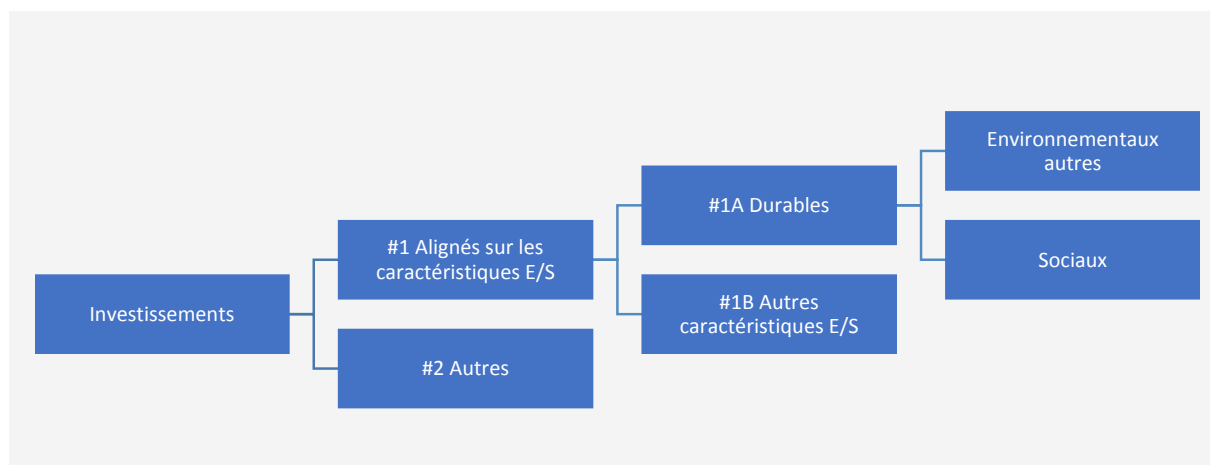 Investissements
#1 Alignés sur les
caractéristiques E/S
#2 Autres
#1A Durables
#1B Autres
caractéristiques E/S
Environnementaux
autres
Sociaux